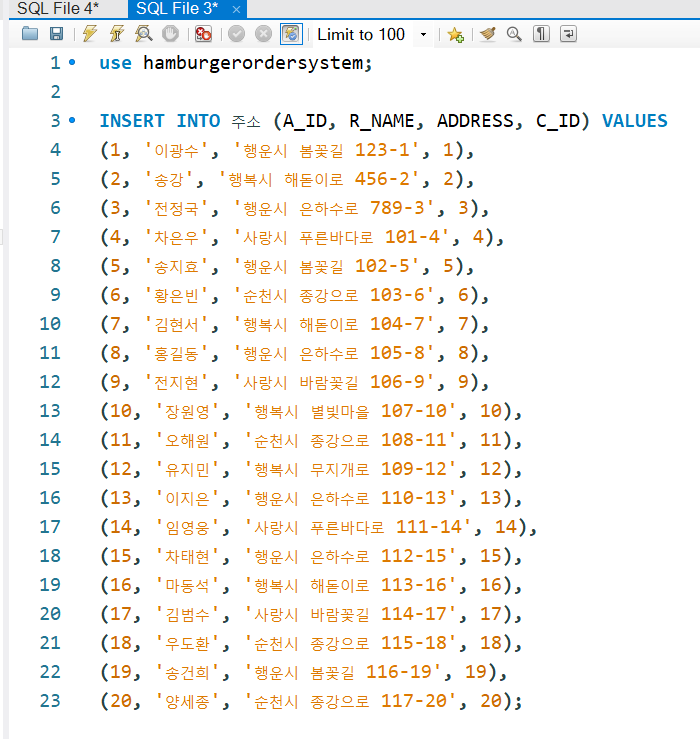 SQL File 4*
SQL File 3* ×
Limit to 100
1 use hamburgerordersystem;
2
3 INSERT INTO 주소 (A_ID, R_NAME, ADDRESS, C_ID) VALUES
4 (1, '이광수', '행운시 봄꽃길 123-1', 1),
5 (2, '송강', '행복시 해돋이로 456-2', 2),
6 (3, '전정국', '행운시 은하수로 789-3', 3),
7 (4, '차은우', '사랑시 푸른바다로 101-4', 4),
8 (5, '송지효', '행운시 봄꽃길 102-5', 5),
9 (6, '황은빈', '순천시 종강으로 103-6', 6),
10 (7, '김현서', '행복시 해돋이로 104-7', 7),
11 (8, '홍길동', '행운시 은하수로 105-8', 8),
12 (9, '전지현', '사랑시 바람꽃길 106-9', 9),
13 (10, '장원영', '행복시 별빛마을 107-10', 10),
14 (11, '오해원', '순천시 종강으로 108-11', 11),
15 (12, '유지민', '행복시 무지개로 109-12', 12),
16 (13, '이지은', '행운시 은하수로 110-13', 13),
17 (14, '임영웅', '사랑시 푸른바다로 111-14', 14),
18 (15, '차태현', '행운시 은하수로 112-15', 15),
19 (16, '마동석', '행복시 해돋이로 113-16', 16),
20 (17, '김범수', '사랑시 바람꽃길 114-17', 17),
21 (18, '우도환', '순천시 종강으로 115-18', 18),
22 (19, '송건희', '행운시 봄꽃길 116-19', 19),
23 (20, '양세종', '순천시 종강으로 117-20', 20);